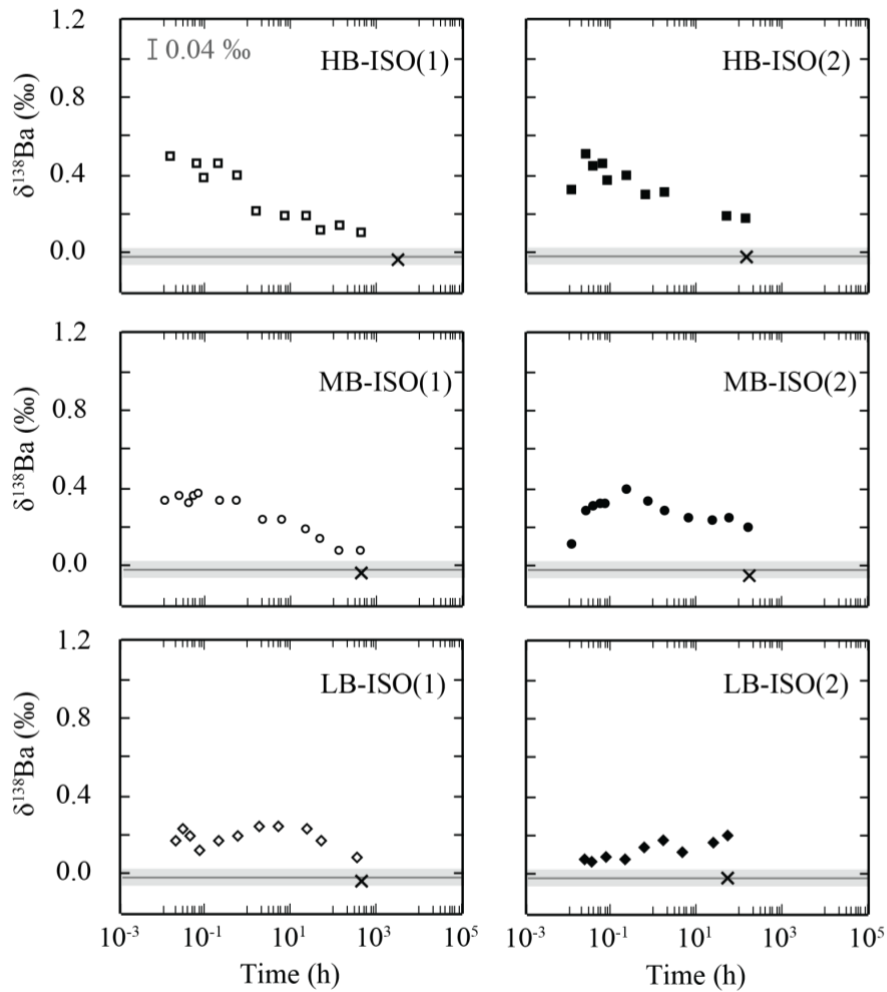 1.2
0.8
0.4
0.0
δ¹³⁸Ba (‰)
0.04 ‰
HB-ISO(1)
HB-ISO(2)
1.2
0.8
0.4
0.0
δ¹³⁸Ba (‰)
MB-ISO(1)
MB-ISO(2)
1.2
0.8
0.4
0.0
δ¹³⁸Ba (‰)
LB-ISO(1)
LB-ISO(2)
10⁻³ 10⁻¹ 10¹ 10³ 10⁵
10⁻³ 10⁻¹ 10¹ 10³ 10⁵
Time (h)
Time (h)